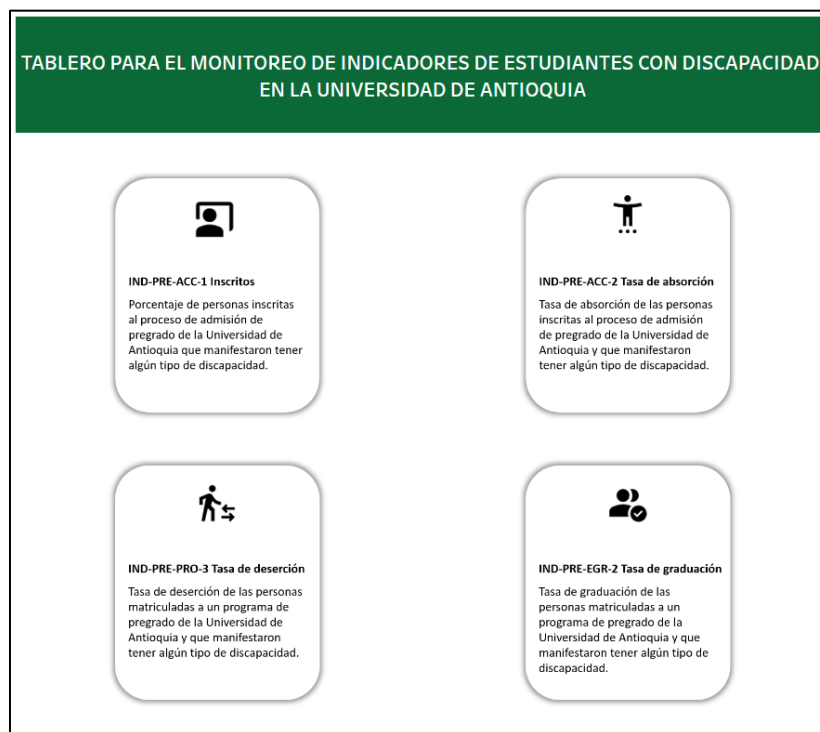 TABLERO PARA EL MONITOREO DE INDICADORES DE ESTUDIANTES CON DISCAPACIDAD
EN LA UNIVERSIDAD DE ANTIOQUIA
IND-PRE-ACC-1 Inscritos
Porcentaje de personas inscritas
al proceso de admisión de
pregrado de la Universidad de
Antioquia que manifestaron tener
algún tipo de discapacidad.
IND-PRE-ACC-2 Tasa de absorción
Tasa de absorción de las personas
inscritas al proceso de admisión
de pregrado de la Universidad de
Antioquia y que manifestaron
tener algún tipo de discapacidad.
IND-PRE-PRO-3 Tasa de deserción
Tasa de deserción de las personas
matriculadas a un programa de
pregrado de la Universidad de
Antioquia y que manifestaron
tener algún tipo de discapacidad.
IND-PRE-EGR-2 Tasa de graduación
Tasa de graduación de las
personas matriculadas a un
programa de pregrado de la
Universidad de Antioquia y que
manifestaron tener algún tipo de
discapacidad.